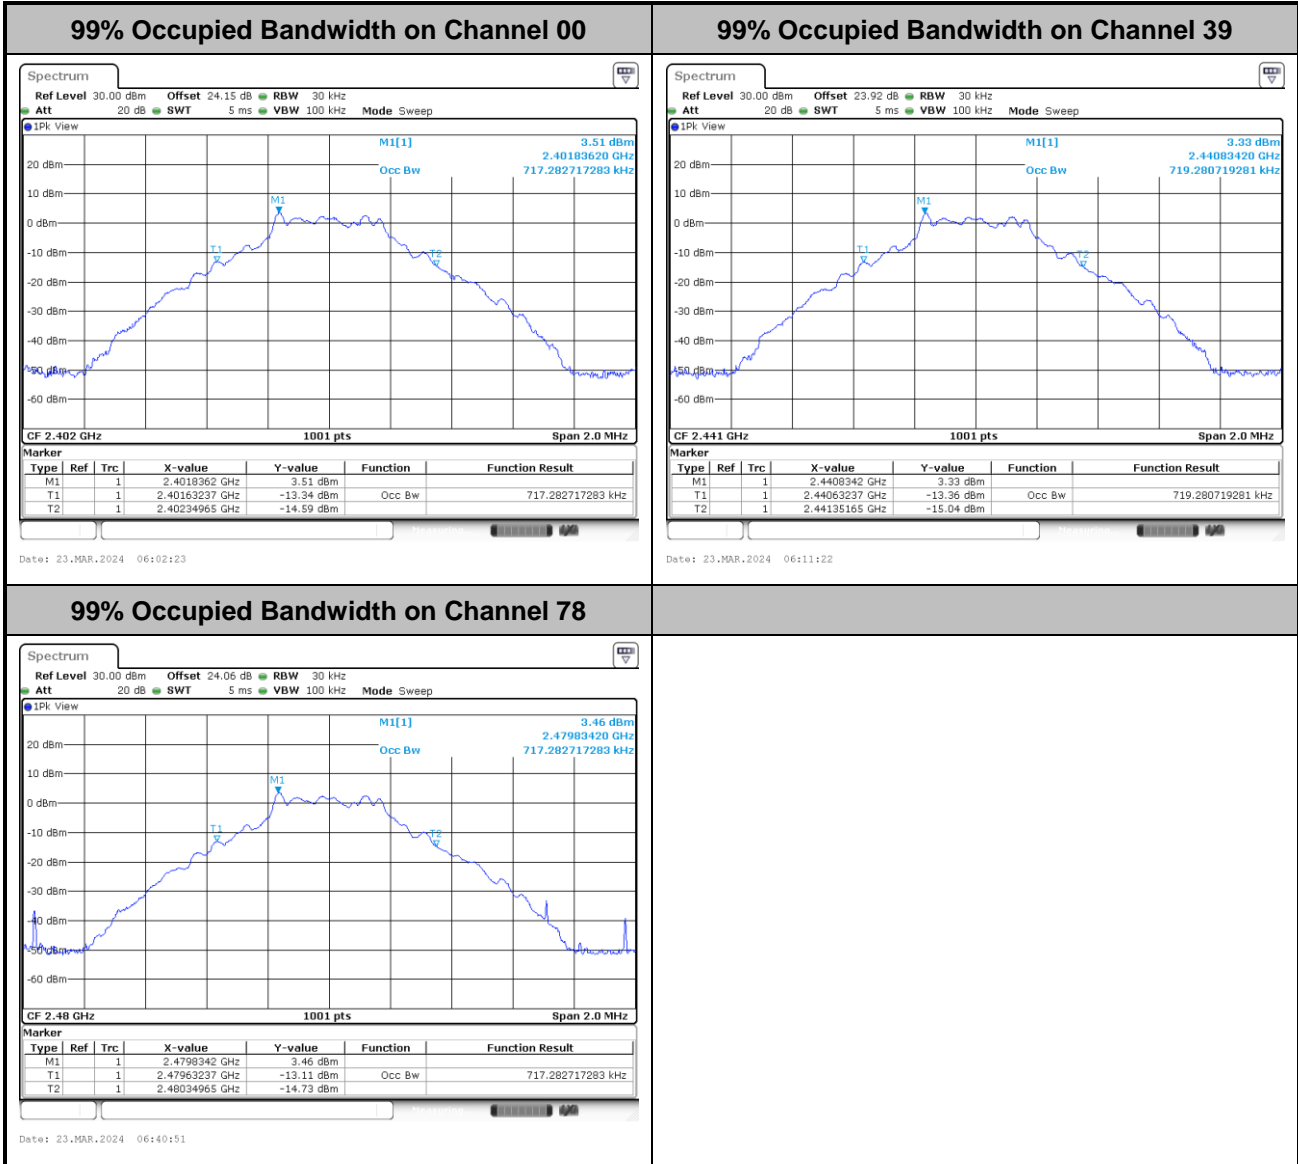 99% Occupied Bandwidth on Channel 00
Spectrum
Ref Level 30.00 dBm Offset 24.15 dB RBW 30 kHz
Att 20 dB SWT 5 ms VBW 100 kHz Mode Sweep
1Pk View
M1[1] 3.51 dBm
2.40183620 GHz
Occ Bw 717.282717283 kHz
20 dBm
10 dBm
M1
0 dBm
-10 dBm
T1
T2
-20 dBm
-30 dBm
-40 dBm
-50 dBm
-60 dBm
CF 2.402 GHz 1001 pts Span 2.0 MHz
Marker
Type Ref Trc X-value Y-value Function Function Result
M1 1 2.4018362 GHz 3.51 dBm
T1 1 2.40163237 GHz -13.34 dBm Occ Bw 717.282717283 kHz
T2 1 2.40234965 GHz -14.59 dBm
Date: 23.MAR.2024 06:02:23
99% Occupied Bandwidth on Channel 39
Spectrum
Ref Level 30.00 dBm Offset 23.92 dB RBW 30 kHz
Att 20 dB SWT 5 ms VBW 100 kHz Mode Sweep
1Pk View
M1[1] 3.33 dBm
2.44083420 GHz
Occ Bw 719.280719281 kHz
20 dBm
10 dBm
M1
0 dBm
-10 dBm
T1
T2
-20 dBm
-30 dBm
-40 dBm
-50 dBm
-60 dBm
CF 2.441 GHz 1001 pts Span 2.0 MHz
Marker
Type Ref Trc X-value Y-value Function Function Result
M1 1 2.4408342 GHz 3.33 dBm
T1 1 2.44063237 GHz -13.36 dBm Occ Bw 719.280719281 kHz
T2 1 2.44135165 GHz -15.04 dBm
Date: 23.MAR.2024 06:11:22
99% Occupied Bandwidth on Channel 78
Spectrum
Ref Level 30.00 dBm Offset 24.06 dB RBW 30 kHz
Att 20 dB SWT 5 ms VBW 100 kHz Mode Sweep
1Pk View
M1[1] 3.46 dBm
2.47983420 GHz
Occ Bw 717.282717283 kHz
20 dBm
10 dBm
M1
0 dBm
-10 dBm
T1
T2
-20 dBm
-30 dBm
-40 dBm
-50 dBm
-60 dBm
CF 2.48 GHz 1001 pts Span 2.0 MHz
Marker
Type Ref Trc X-value Y-value Function Function Result
M1 1 2.4798342 GHz 3.46 dBm
T1 1 2.47963237 GHz -13.11 dBm Occ Bw 717.282717283 kHz
T2 1 2.48034965 GHz -14.73 dBm
Measuring...
Date: 23.MAR.2024 06:40:51